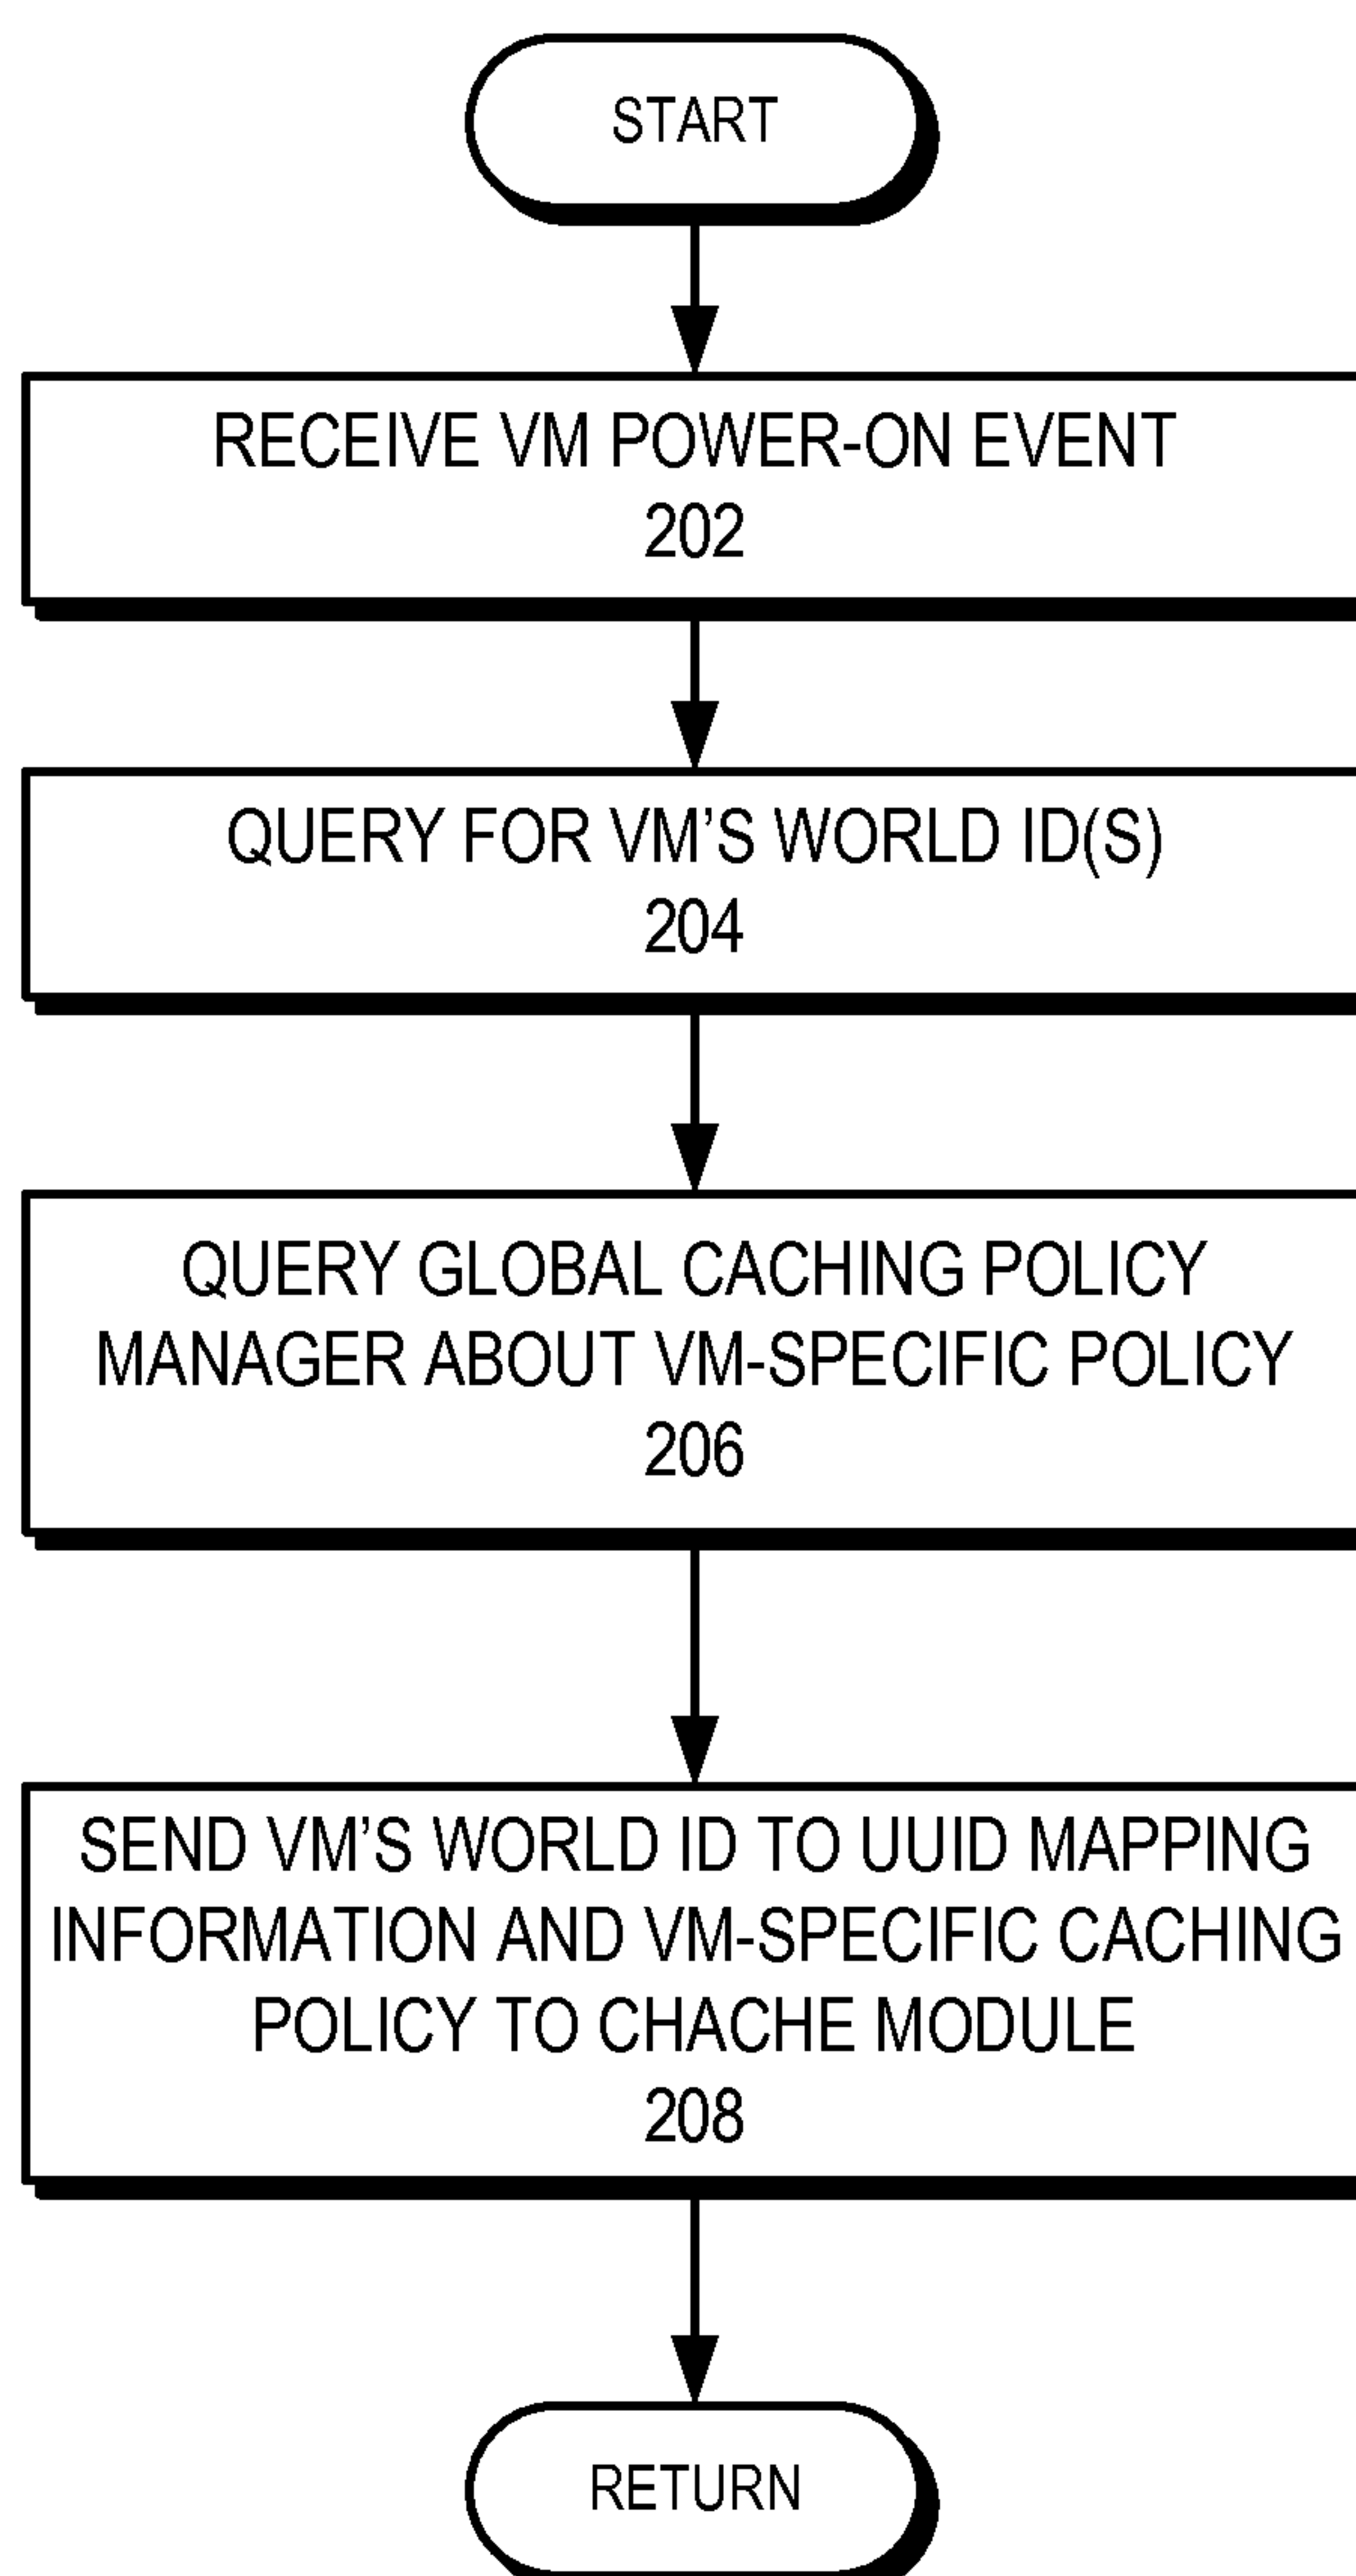 START
RECEIVE VM POWER-ON EVENT
202
QUERY FOR VM’S WORLD ID(S)
204
QUERY GLOBAL CACHING POLICY
MANAGER ABOUT VM-SPECIFIC POLICY
206
SEND VM’S WORLD ID TO UUID MAPPING
INFORMATION AND VM-SPECIFIC CACHING
POLICY TO CHACHE MODULE
208
RETURN